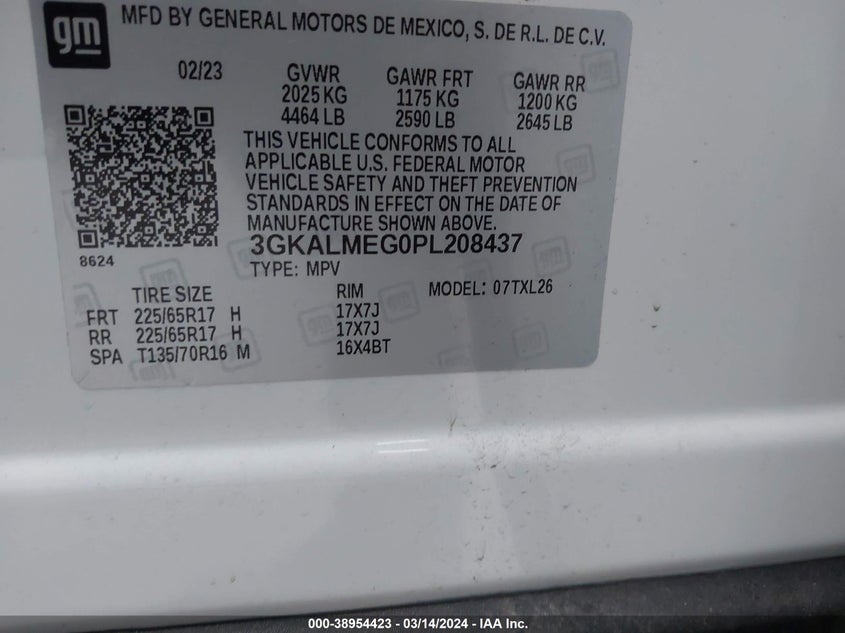 gm
MFD BY GENERAL MOTORS DE MEXICO, S. DE R.L. DE C.V.
02/23 GVWR GAWR FRT GAWR RR
2025 KG 1175 KG 1200 KG
4464 LB 2590 LB 2645 LB
THIS VEHICLE CONFORMS TO ALL
APPLICABLE U.S. FEDERAL MOTOR
VEHICLE SAFETY AND THEFT PREVENTION
STANDARDS IN EFFECT ON THE DATE OF
MANUFACTURE SHOWN ABOVE.
8624 3GKALMEG0PL208437
TYPE: MPV MODEL: 07TXL26
TIRE SIZE RIM
FRT 225/65R17 H 17X7J
RR 225/65R17 H 17X7J
SPA T135/70R16 M 16X4BT
000-38954423 - 03/14/2024 - IAA Inc.